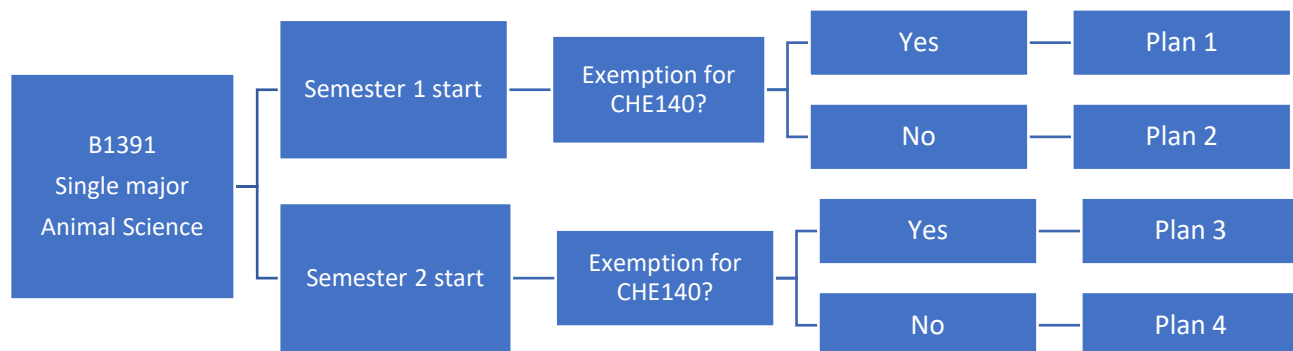 B1391
Single major
Animal Science
Semester 1 start
Exemption for
CHE140?
Yes
Plan 1
No
Plan 2
Semester 2 start
Exemption for
CHE140?
Yes
Plan 3
No
Plan 4